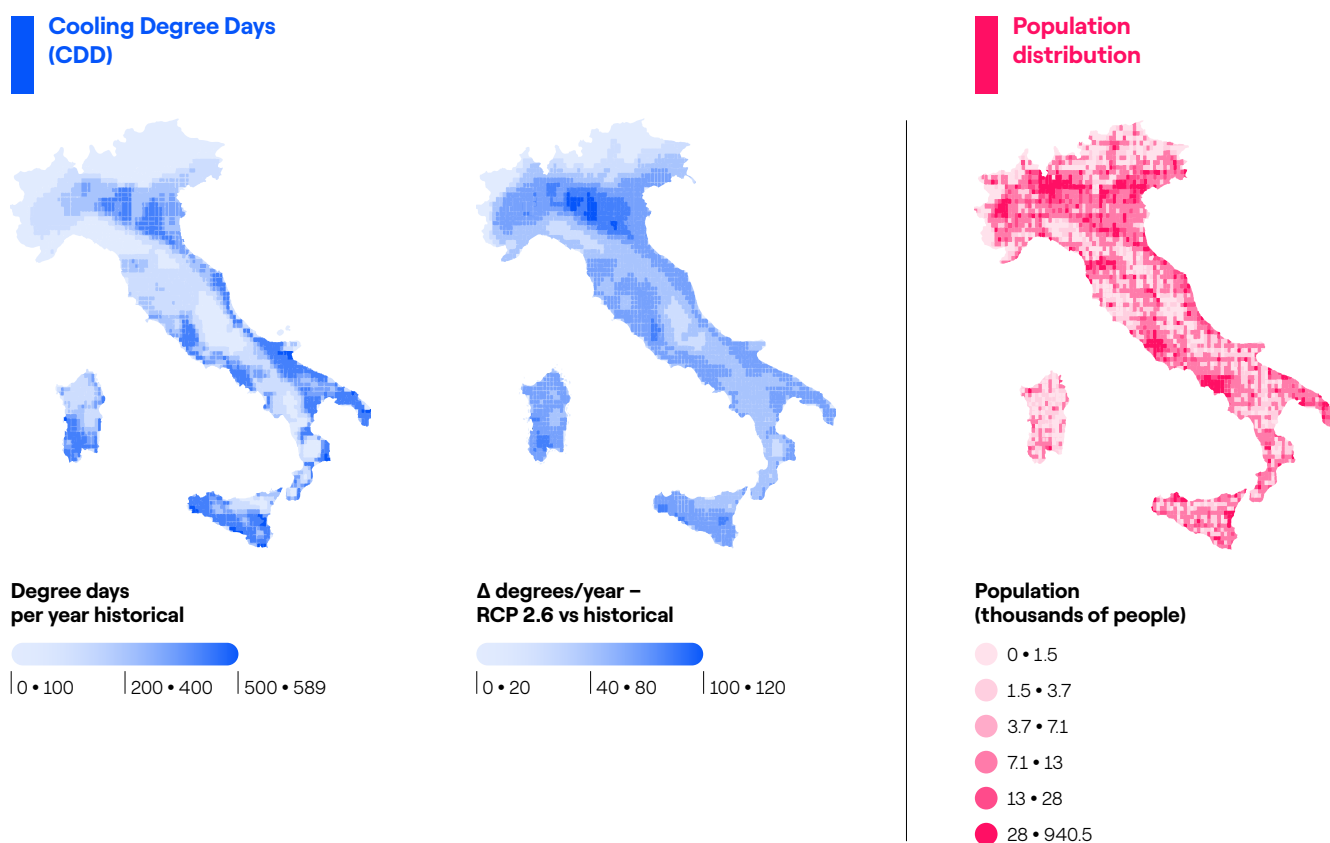 Cooling Degree Days
(CDD)
Population
distribution
Degree days
per year historical
0 • 100
200 • 400
500 • 589
Δ degrees/year –
RCP 2.6 vs historical
0 • 20
40 • 80
100 • 120
Population
(thousands of people)
0 • 1.5
1.5 • 3.7
3.7 • 7.1
7.1 • 13
13 • 28
28 • 940.5